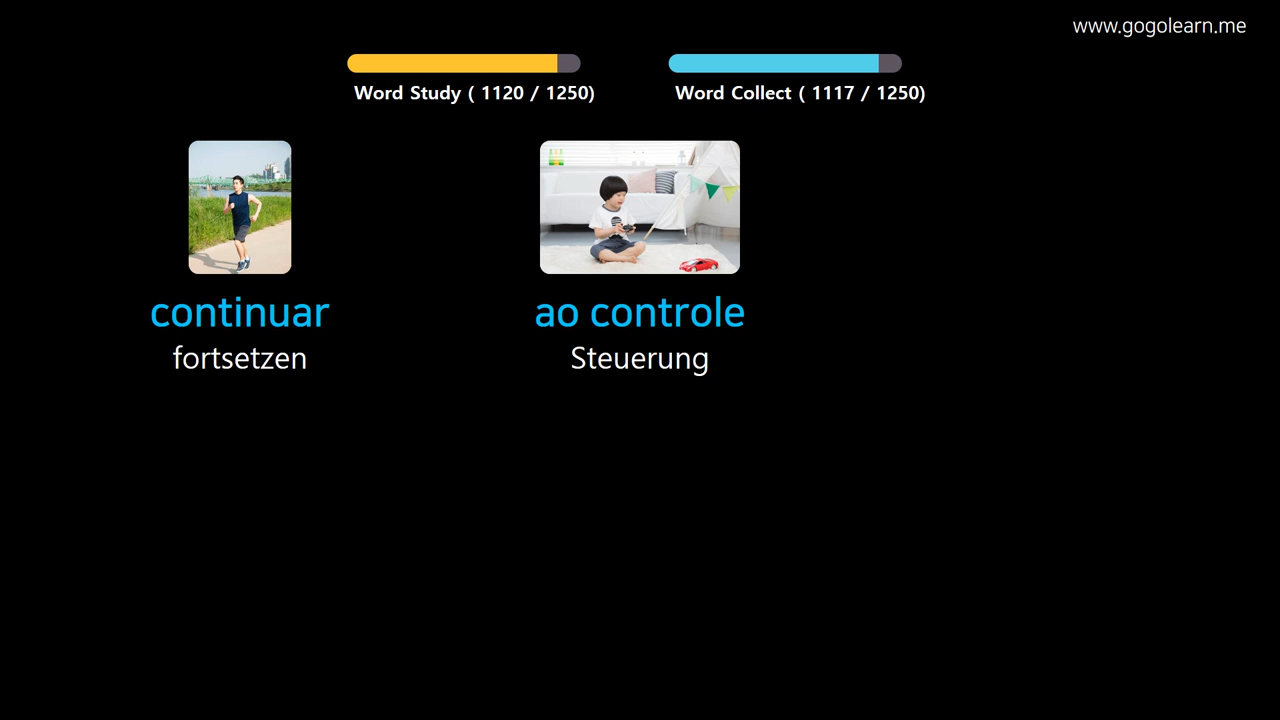 www.gogolearn.me
Word Study ( 1120 / 1250)
Word Collect ( 1117 / 1250)
continuar
fortsetzen
ao controle
Steuerung